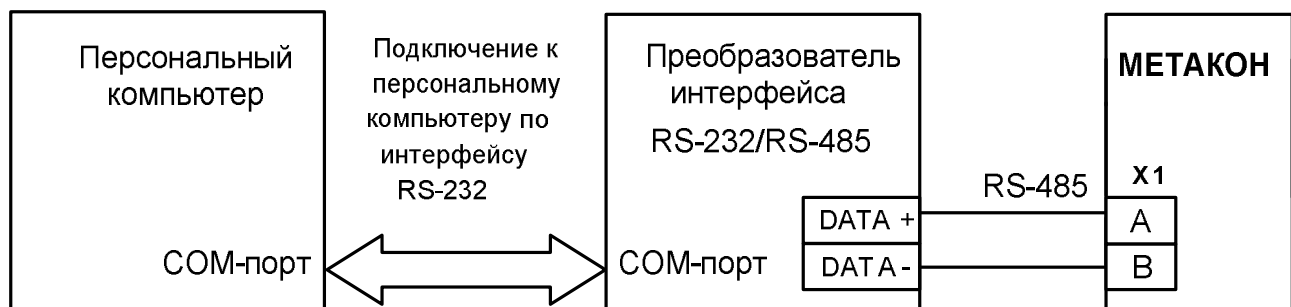 Персональный
компьютер
COM-порт
Подключение к
персональному
компьютеру по
интерфейсу
RS-232
Преобразователь
интерфейса
RS-232/RS-485
COM-порт
DATA +
DATA -
RS-485
МЕТАКОН
X1
A
B